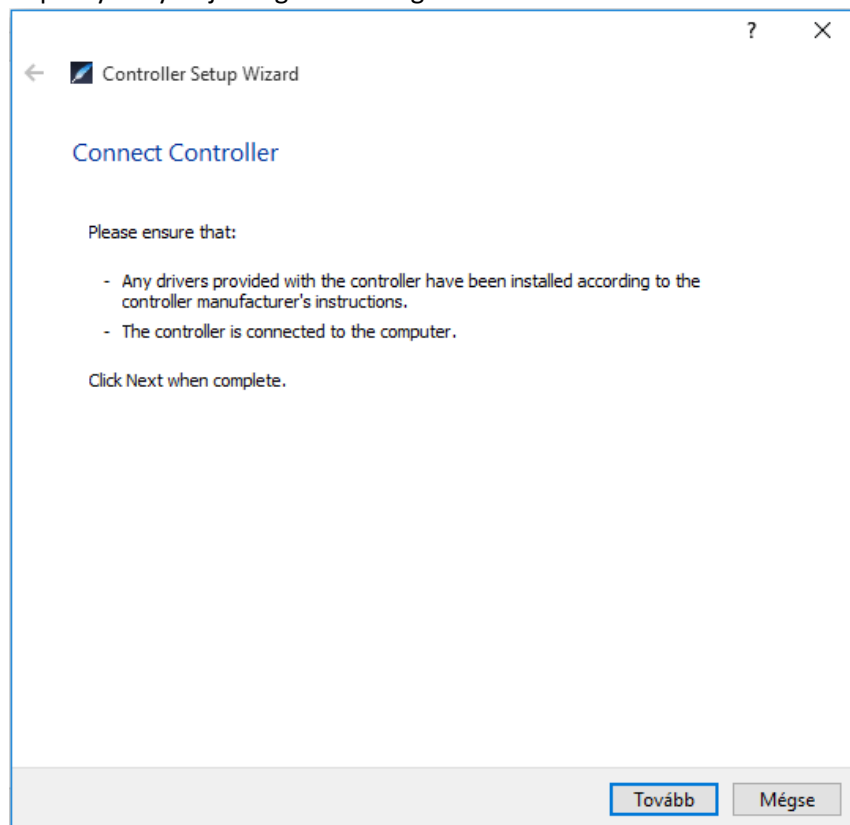 ?
Controller Setup Wizard
Connect Controller
Please ensure that:
- Any drivers provided with the controller have been installed according to the
controller manufacturer's instructions.
- The controller is connected to the computer.
Click Next when complete.
Tovább Mégse